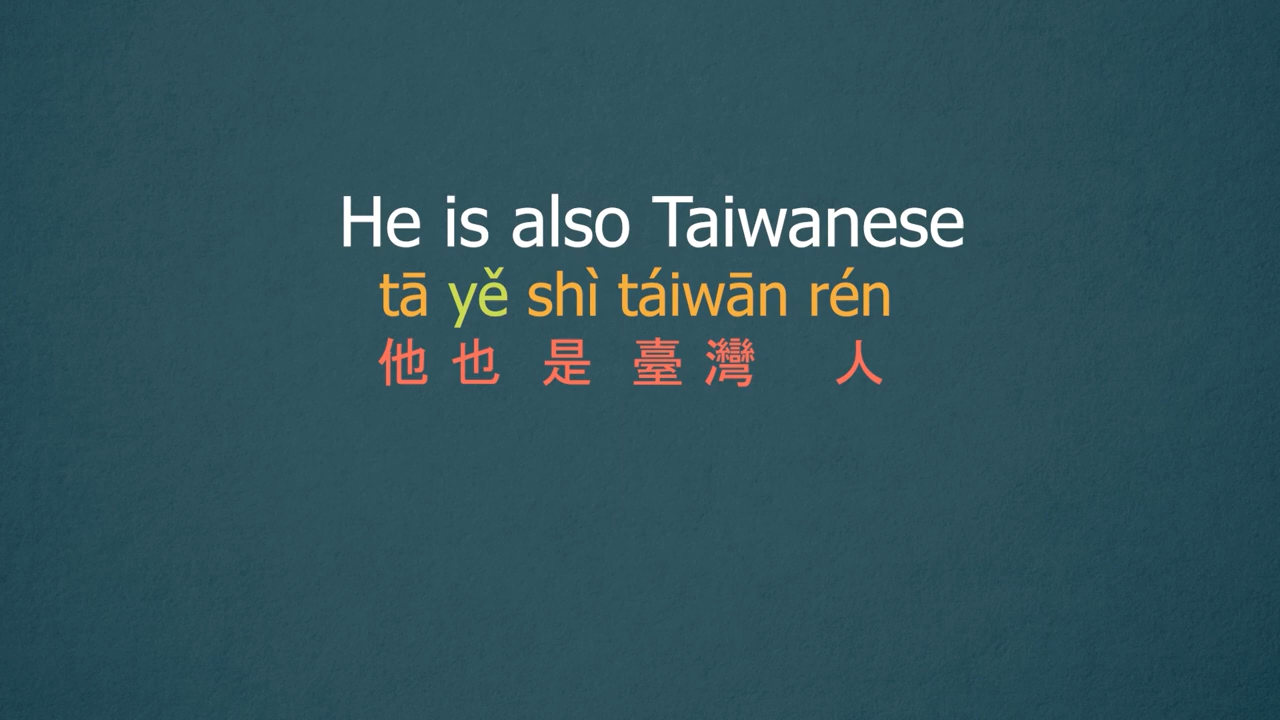 He is also Taiwanese
tā yě shì táiwān rén
他 也 是 臺 灣 人